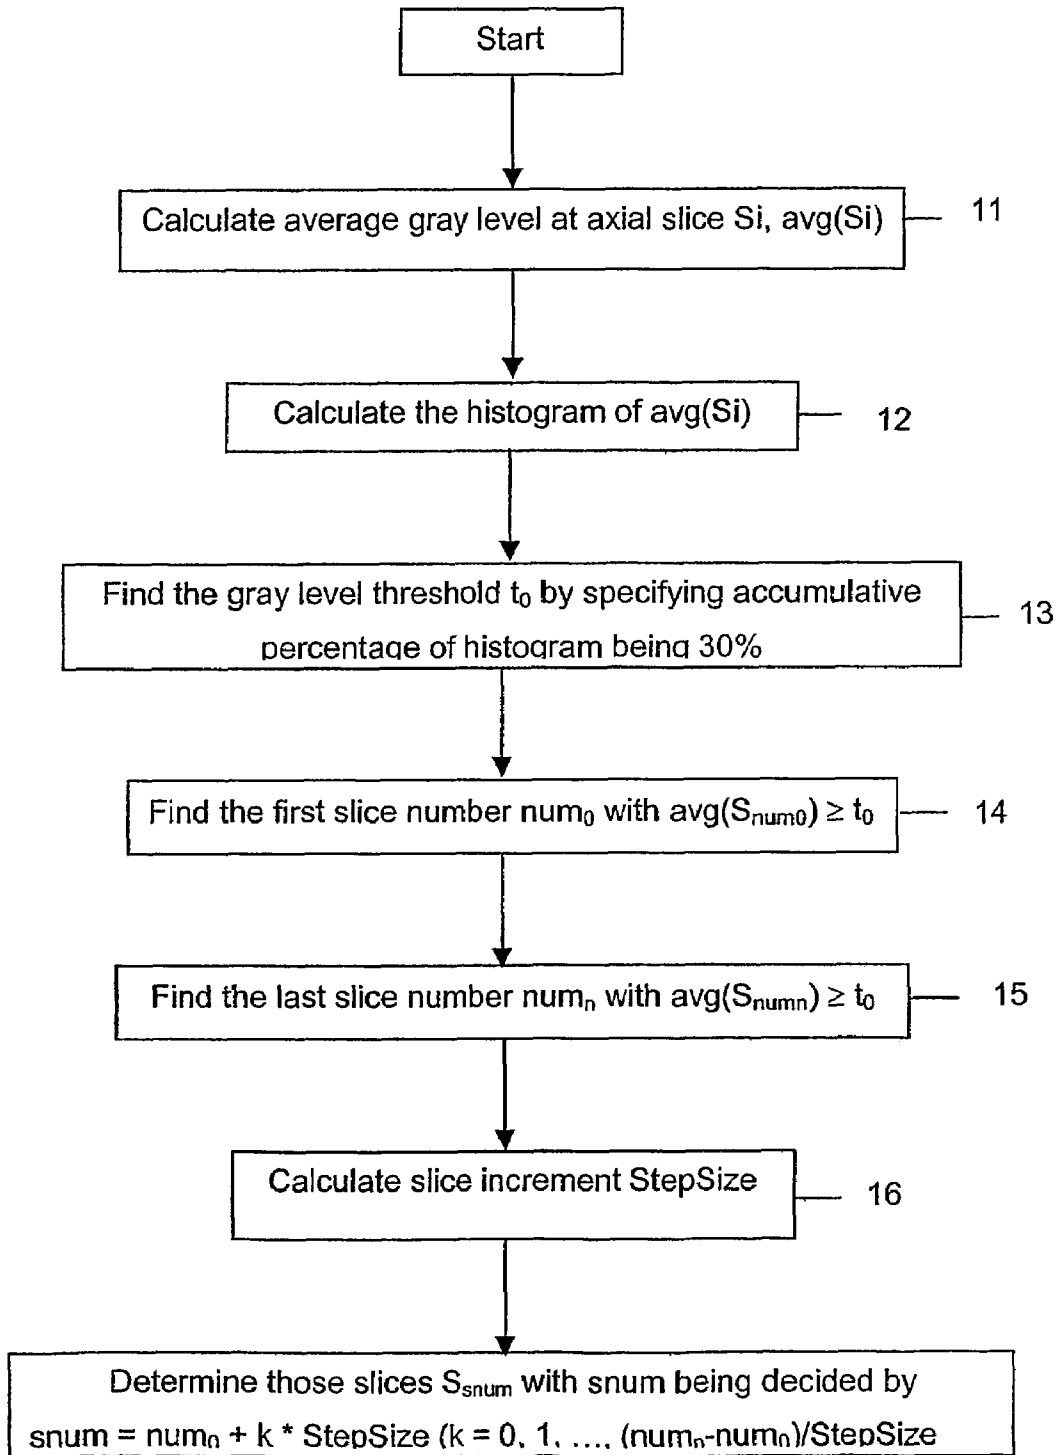 Start
Calculate average gray level at axial slice Si, avg(Si)
11
Calculate the histogram of avg(Si)
12
Find the gray level threshold t₀ by specifying accumulative
percentage of histogram being 30%
13
Find the first slice number num₀ with avg(Sₙᵤₘ₀) ≥ t₀
14
Find the last slice number numₙ with avg(Sₙᵤₘₙ) ≥ t₀
15
Calculate slice increment StepSize
16
Determine those slices Sₛₙᵤₘ with snum being decided by
snum = num₀ + k * StepSize (k = 0, 1, ..., (numₙ-num₀)/StepSize